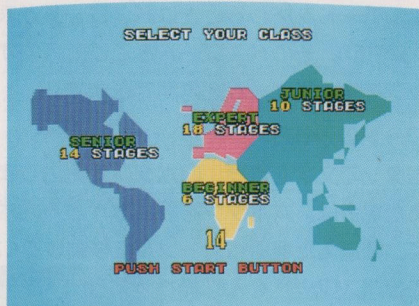 SELECT YOUR CLASS
JUNIOR
10 STAGES
EXPERT
18 STAGES
SENIOR
14 STAGES
BEGINNER
6 STAGES
14
PUSH START BUTTON